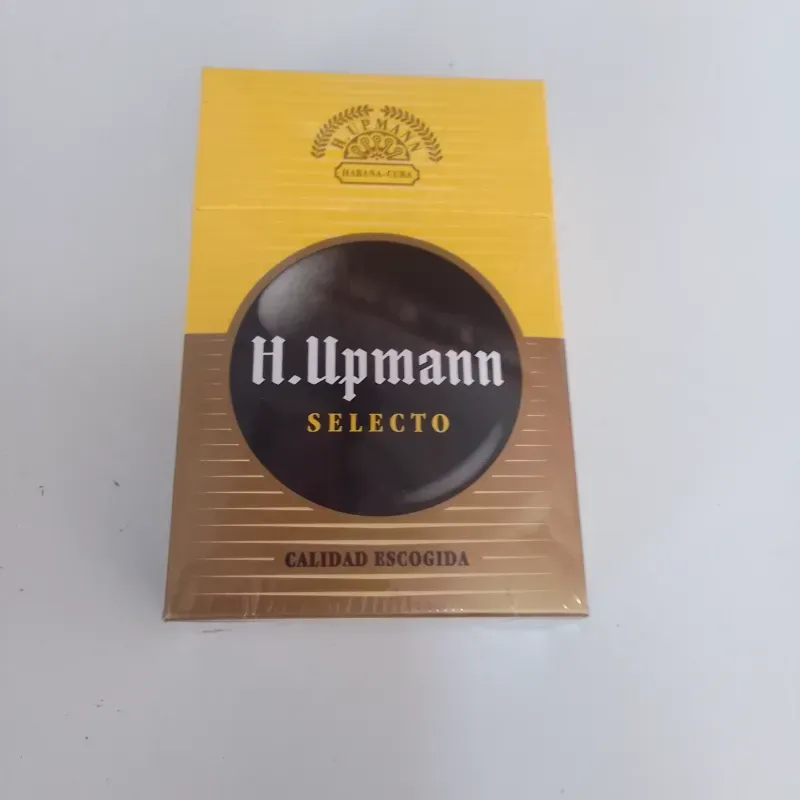 H. UPMANN
HABANA-CUBA
H.Upmann
SELECTO
CALIDAD ESCOGIDA